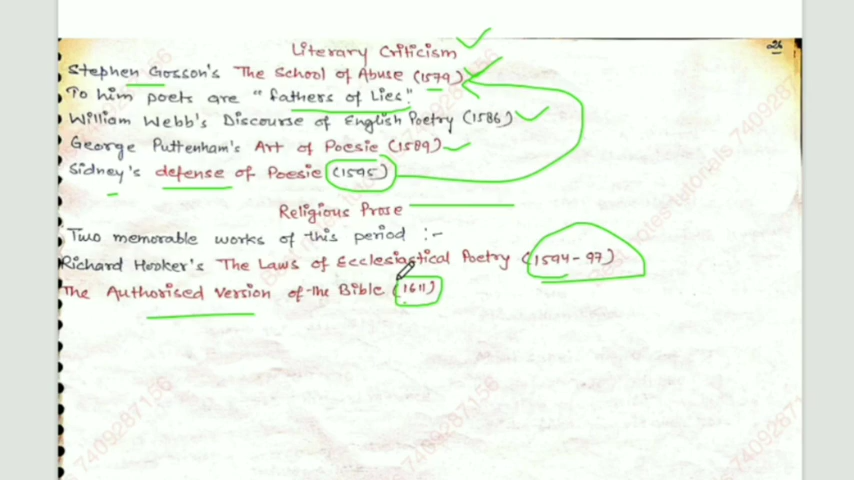 Literary Criticism
26
Stephen Gosson's The School of Abuse (1579)
To him poets are "fathers of Lies".
William Webb's Discourse of English Poetry (1586)
George Puttenham's Art of Poesie (1589)
Sidney's defense of Poesie (1595)
Religious Prose
Two memorable works of this period :-
Richard Hooker's The Laws of Ecclesiastical Poetry (1594-97)
The Authorised Version of the Bible (1611)
7409287156